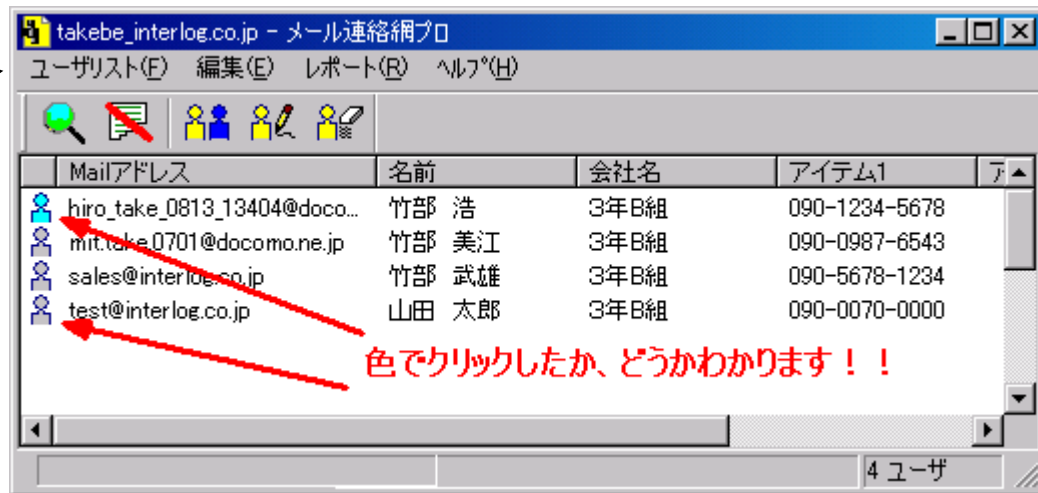 takebe_interlog.co.jp - メール連絡網プロ
ユーザリスト(F) 編集(E) レポート(R) ヘルプ(H)
Mailアドレス 名前 会社名 アイテム1 ア
hiro_take_0813_13404@doco... 竹部 浩 3年B組 090-1234-5678
mit.take.0701@docomo.ne.jp 竹部 美江 3年B組 090-0987-6543
sales@interlog.co.jp 竹部 武雄 3年B組 090-5678-1234
test@interlog.co.jp 山田 太郎 3年B組 090-0070-0000
色でクリックしたか、どうかわかります！！
4 ユーザ